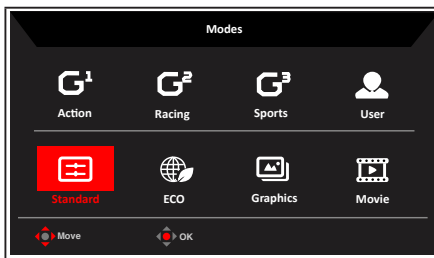 Modes
G¹ G² G³
Action Racing Sports User
Standard ECO Graphics Movie
Move OK